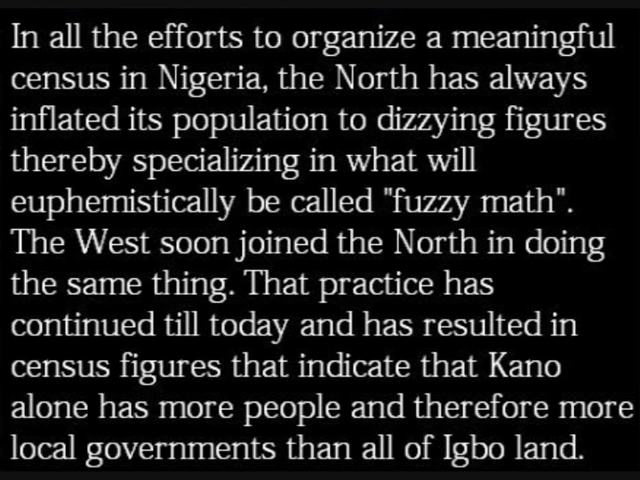 In all the efforts to organize a meaningful
census in Nigeria, the North has always
inflated its population to dizzying figures
thereby specializing in what will
euphemistically be called "fuzzy math".
The West soon joined the North in doing
the same thing. That practice has
continued till today and has resulted in
census figures that indicate that Kano
alone has more people and therefore more
local governments than all of Igbo land.